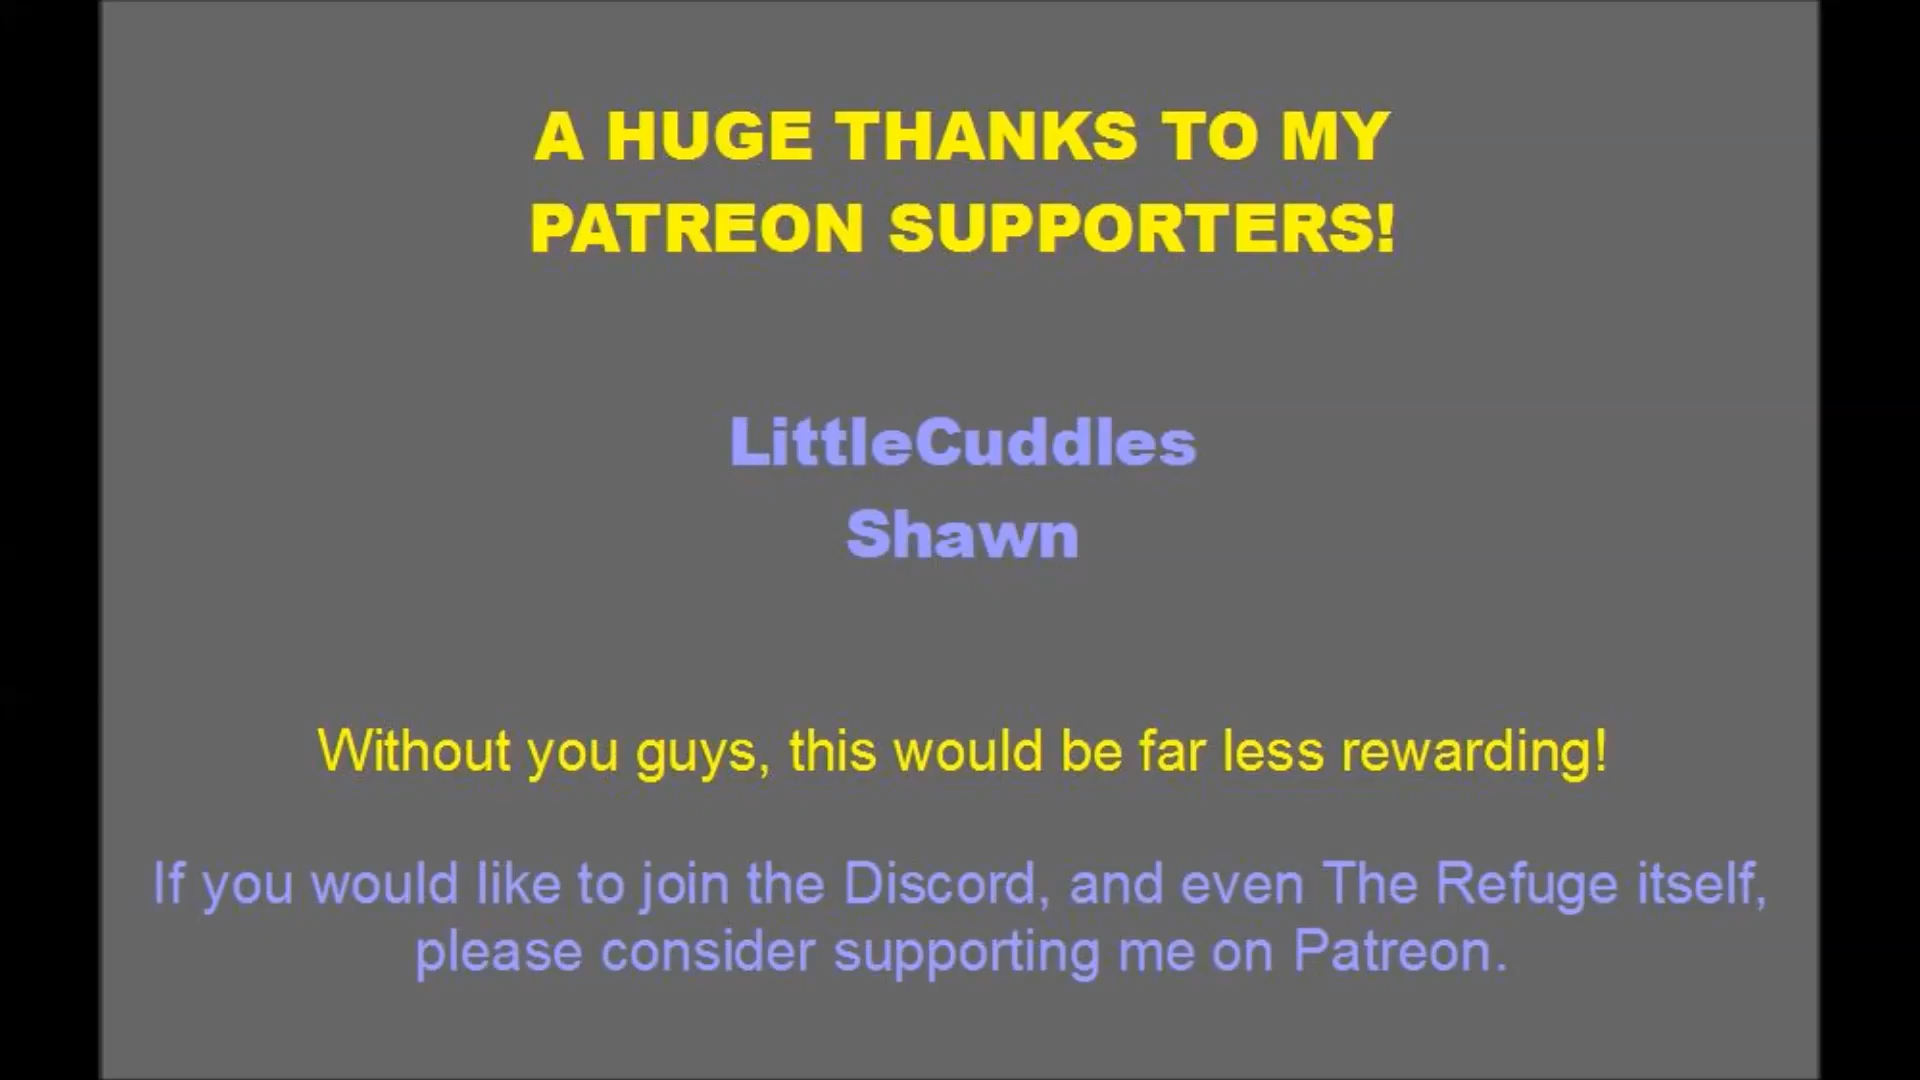 A HUGE THANKS TO MY
PATREON SUPPORTERS!
LittleCuddles
Shawn
Without you guys, this would be far less rewarding!
If you would like to join the Discord, and even The Refuge itself,
please consider supporting me on Patreon.